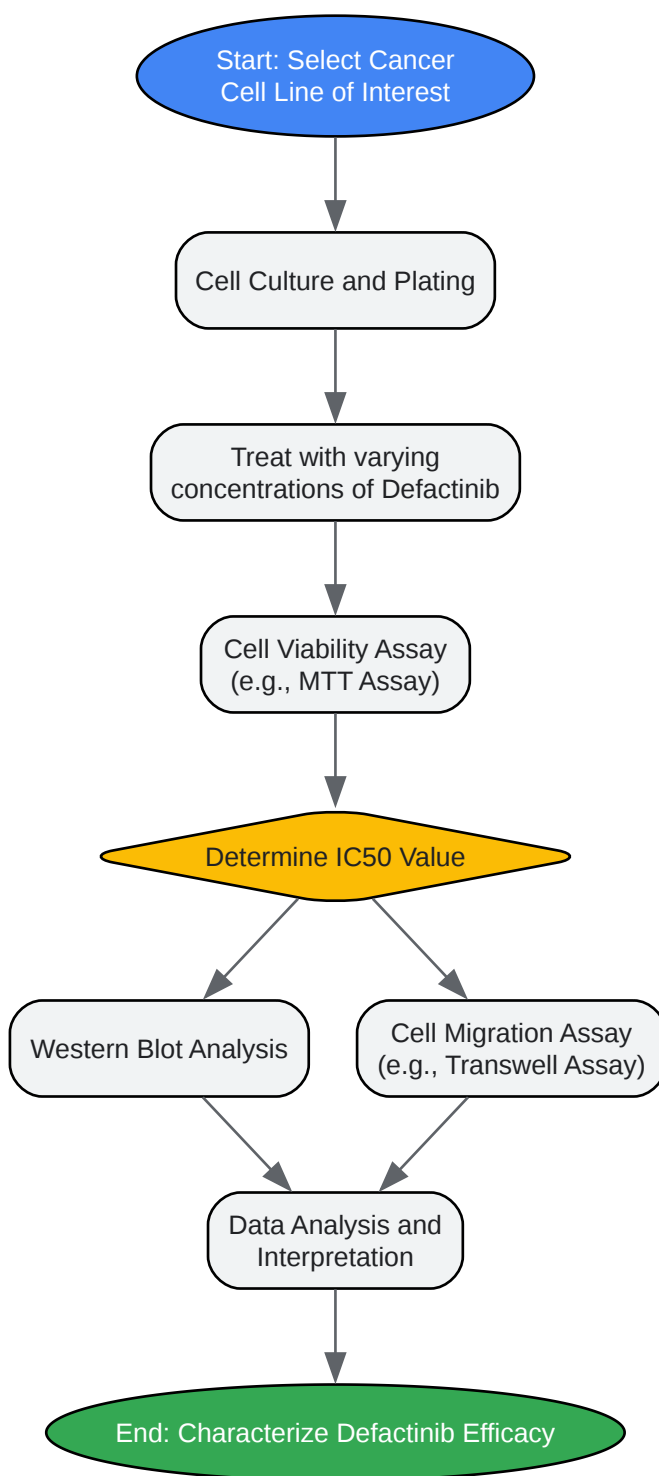 Start: Select Cancer
Cell Line of Interest
Cell Culture and Plating
Treat with varying
concentrations of Defactinib
Cell Viability Assay
(e.g., MTT Assay)
Determine IC50 Value
Western Blot Analysis
Cell Migration Assay
(e.g., Transwell Assay)
Data Analysis and
Interpretation
End: Characterize Defactinib Efficacy